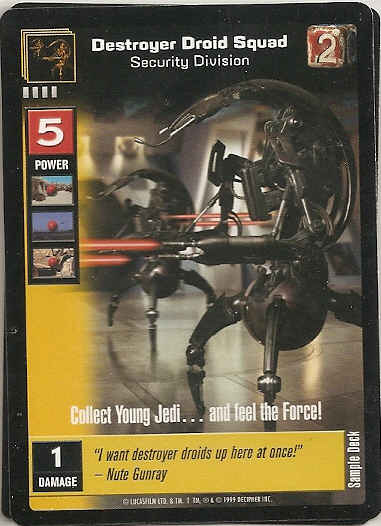 Destroyer Droid Squad
Security Division
2
5
POWER
Collect Young Jedi. . . and feel the Force!
1
DAMAGE
"I want destroyer droids up here at once!"
– Nute Gunray
Sample Deck
© LUCASFILM LTD. & TM. † TM, ® & © 1999 DECIPHER INC.